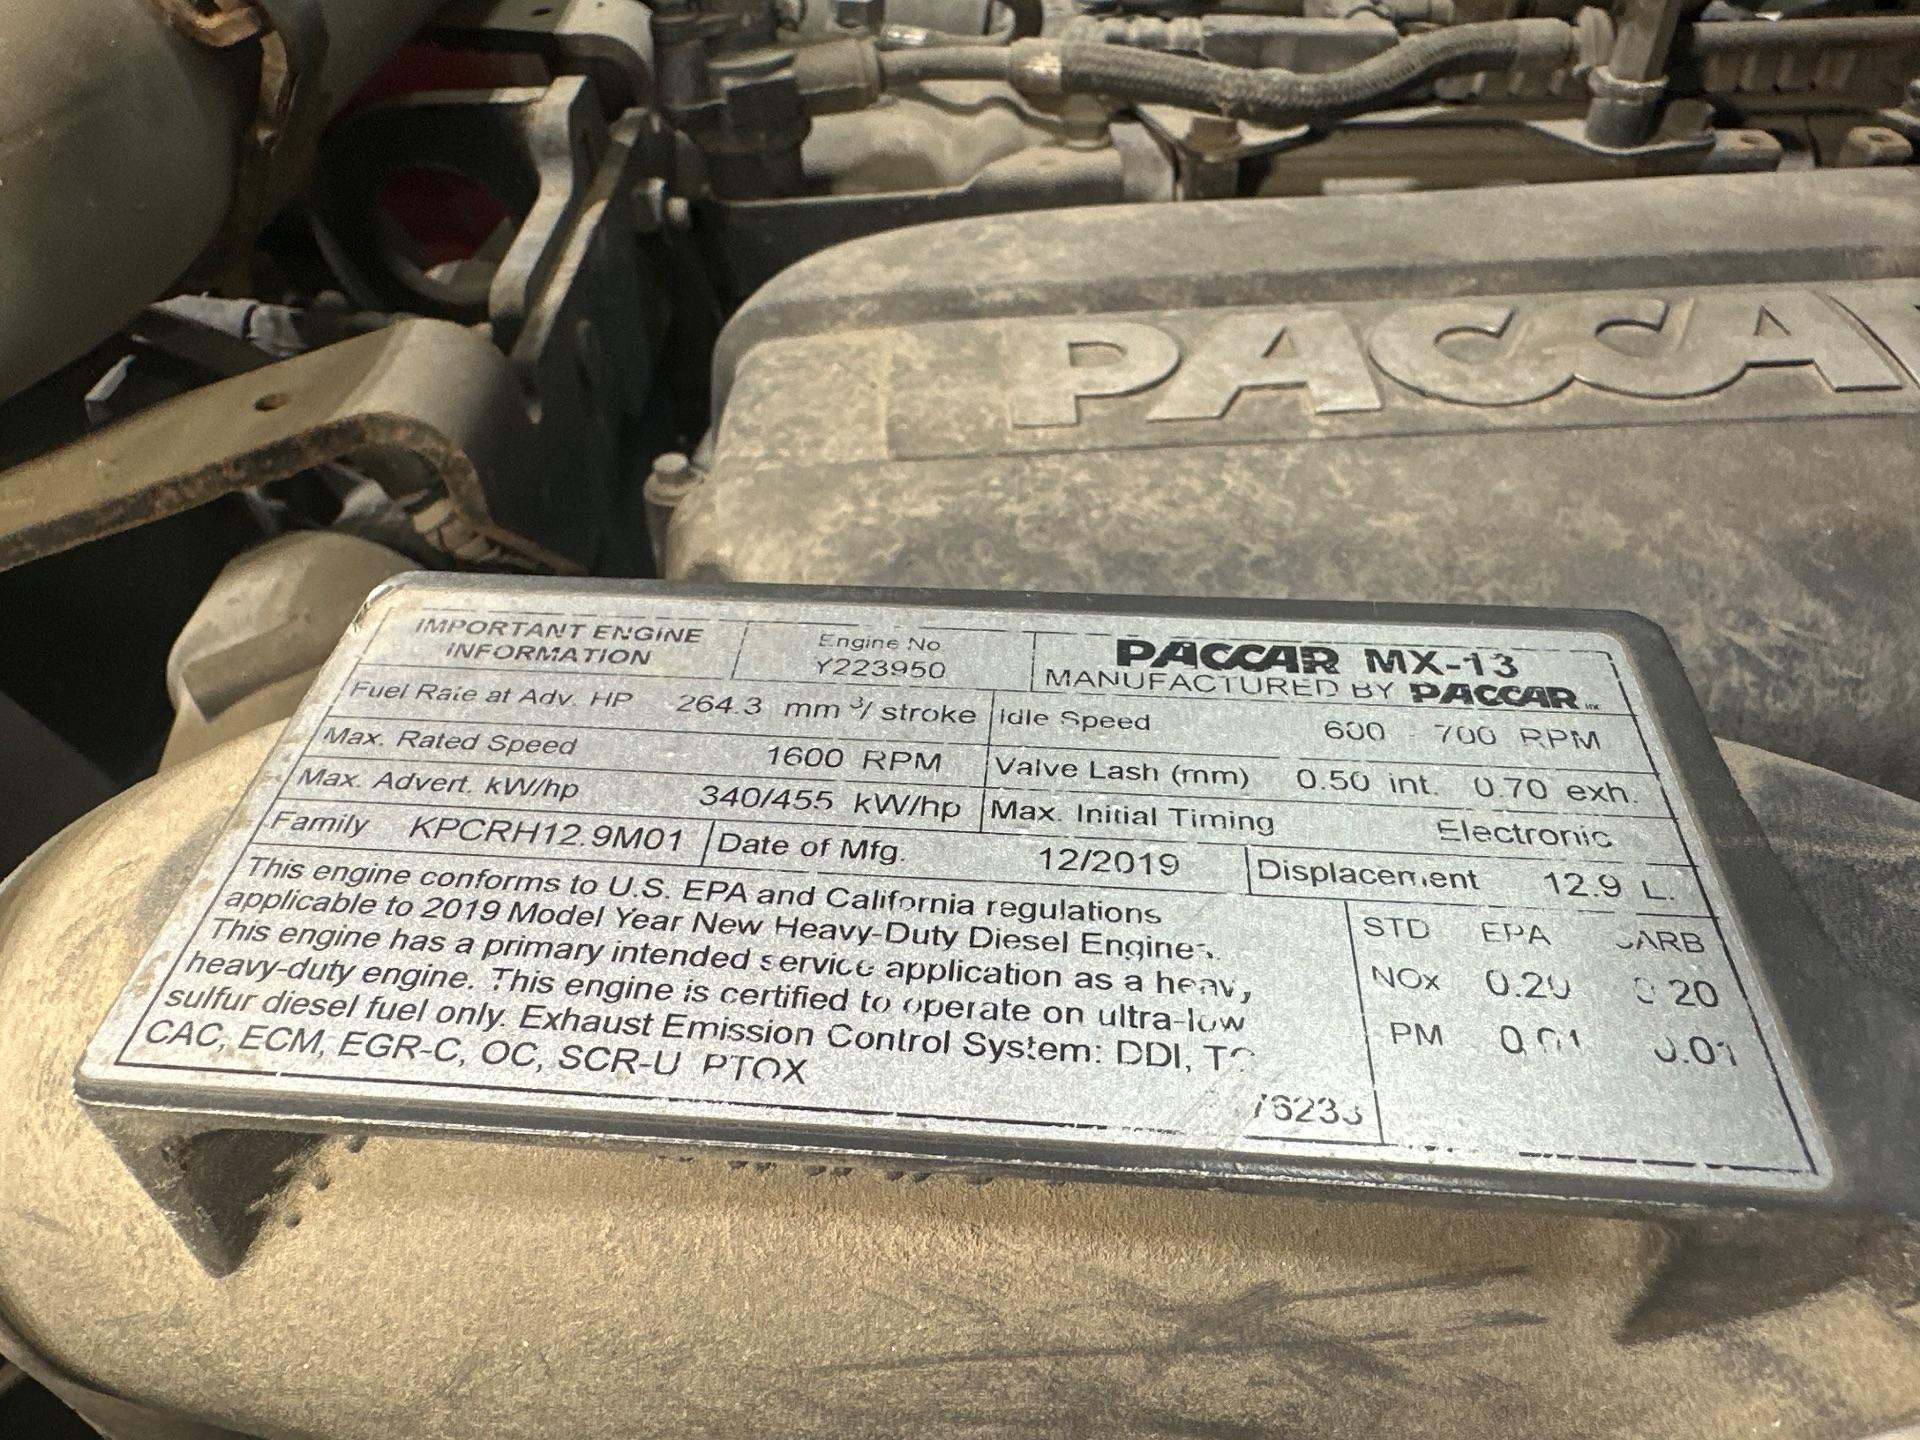 PACCAR
IMPORTANT ENGINE
INFORMATION
Engine No
Y223950
PACCAR MX-13
MANUFACTURED BY PACCAR Inc
Fuel Rate at Adv. HP 264.3 mm³/ stroke
Idle Speed 600 - 700 RPM
Max. Rated Speed 1600 RPM
Valve Lash (mm) 0.50 int. 0.70 exh.
Max. Advert. kW/hp 340/455 kW/hp
Max. Initial Timing Electronic
Family KPCRH12.9M01
Date of Mfg. 12/2019
Displacement 12.9 L.
This engine conforms to U.S. EPA and California regulations
applicable to 2019 Model Year New Heavy-Duty Diesel Engines.
This engine has a primary intended service application as a heavy
heavy-duty engine. This engine is certified to operate on ultra-low
sulfur diesel fuel only. Exhaust Emission Control System: DDI,
CAC, ECM, EGR-C, OC, SCR-U PTOX
STD EPA CARB
NOx 0.20 0.20
PM 0.01 0.01